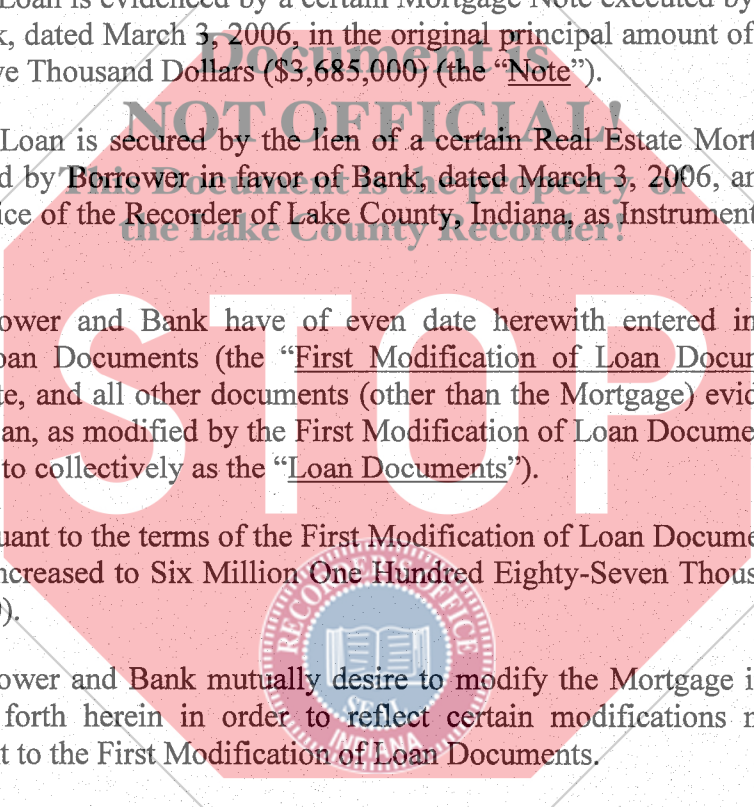 Loan is evidenced by a certain Mortgage Note executed by
k, dated March 3, 2006, in the original principal amount of
ve Thousand Dollars ($3,685,000) (the “Note”).
Document is
NOT OFFICIAL!
Loan is secured by the lien of a certain Real Estate Mort
d by Borrower in favor of Bank, dated March 3, 2006, an
This Document is the property of
ice of the Recorder of Lake County, Indiana, as Instrument
the Lake County Recorder!
STOP
ower and Bank have of even date herewith entered in
oan Documents (the “First Modification of Loan Docum
te, and all other documents (other than the Mortgage) evid
an, as modified by the First Modification of Loan Docume
to collectively as the “Loan Documents”).
uant to the terms of the First Modification of Loan Docume
ncreased to Six Million One Hundred Eighty-Seven Thous
).
RECORDER'S OFFICE
ower and Bank mutually desire to modify the Mortgage i
forth herein in order to reflect certain modifications m
SEAL
INDIANA
t to the First Modification of Loan Documents.